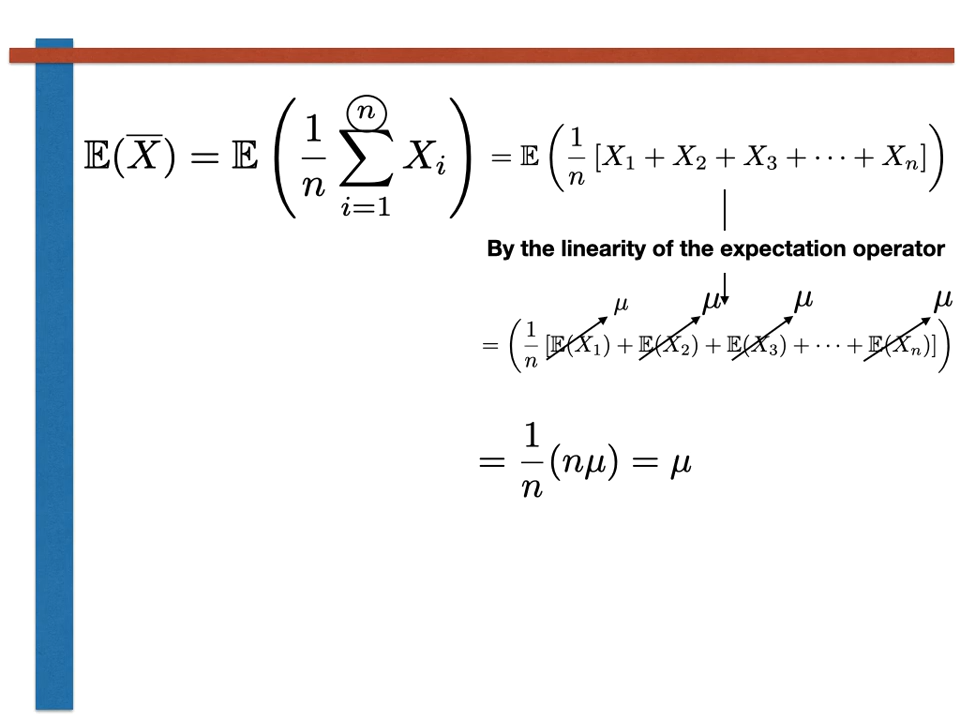 𝔼(X̅) = 𝔼 ( 1/n ∑_{i=1}^{n} X_i ) = 𝔼 ( 1/n [X_1 + X_2 + X_3 + ⋯ + X_n] )
By the linearity of the expectation operator
μ μ μ μ
= ( 1/n [𝔼(X_1) + 𝔼(X_2) + 𝔼(X_3) + ⋯ + 𝔼(X_n)] )
= 1/n (nμ) = μ